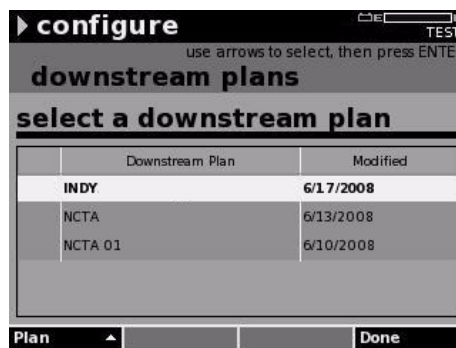 configure
E
TEST
use arrows to select, then press ENTE
downstream plans
select a downstream plan
Downstream Plan Modified
INDY 6/17/2008
NCTA 6/13/2008
NCTA 01 6/10/2008
Plan Done